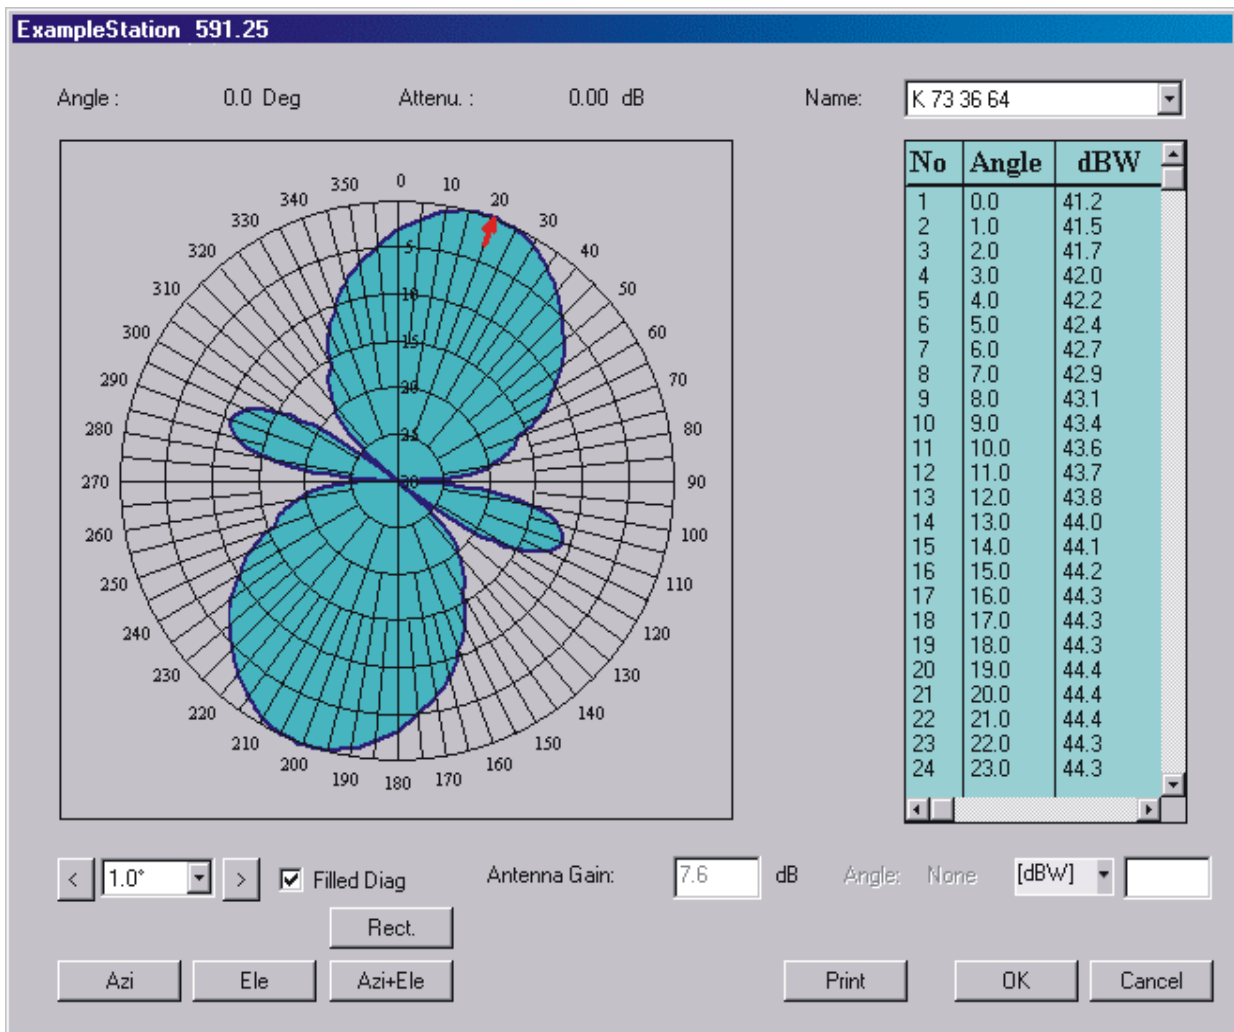 ExampleStation 591.25
Angle : 0.0 Deg Attenu. : 0.00 dB Name: K 73 36 64
0
10
20
30
40
50
60
70
80
90
100
110
120
130
140
150
160
170
180
190
200
210
220
230
240
250
260
270
280
290
300
310
320
330
340
350
5
10
15
20
25
30
No Angle dBW
1 0.0 41.2
2 1.0 41.5
3 2.0 41.7
4 3.0 42.0
5 4.0 42.2
6 5.0 42.4
7 6.0 42.7
8 7.0 42.9
9 8.0 43.1
10 9.0 43.4
11 10.0 43.6
12 11.0 43.7
13 12.0 43.8
14 13.0 44.0
15 14.0 44.1
16 15.0 44.2
17 16.0 44.3
18 17.0 44.3
19 18.0 44.3
20 19.0 44.4
21 20.0 44.4
22 21.0 44.4
23 22.0 44.3
24 23.0 44.3
< 1.0° > Filled Diag Antenna Gain: 7.6 dB Angle: None [dBW]
Rect.
Azi Ele Azi+Ele Print OK Cancel